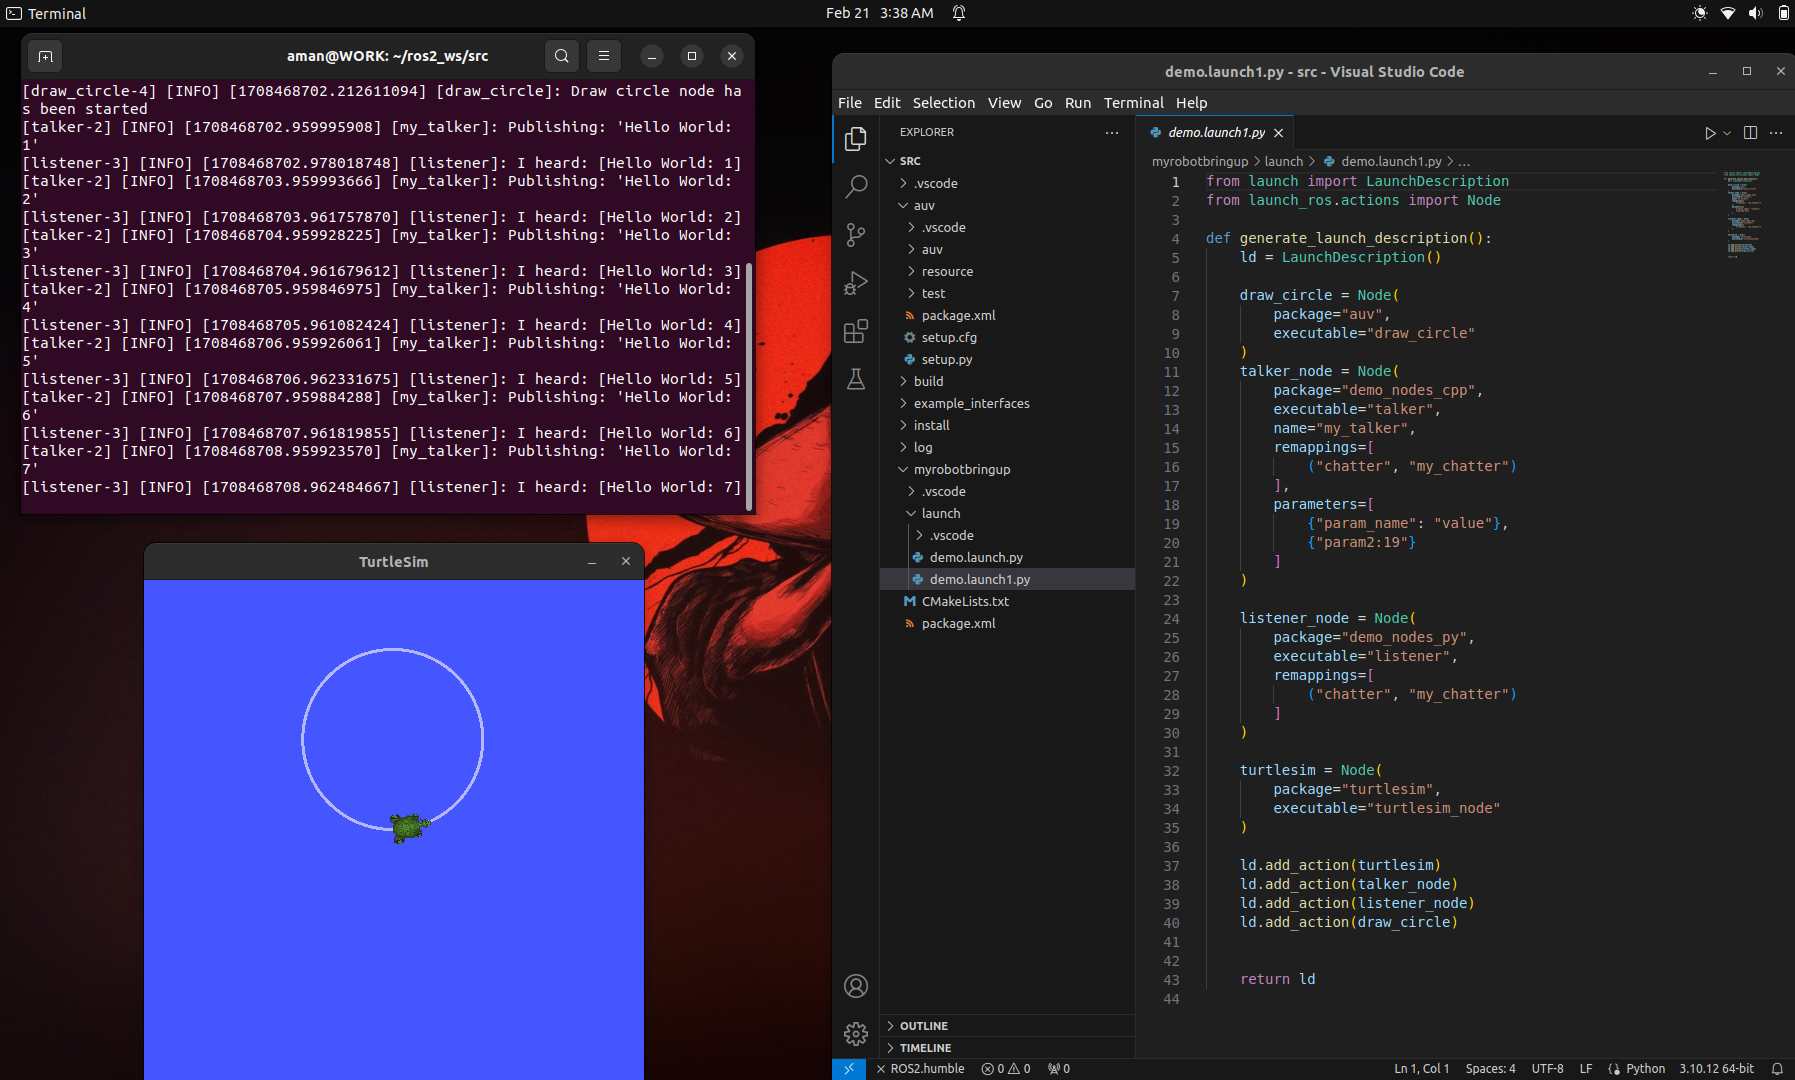 Terminal
Feb 21 3:38 AM
aman@WORK: ~/ros2_ws/src
[draw_circle-4] [INFO] [1708468702.212611094] [draw_circle]: Draw circle node ha
s been started
[talker-2] [INFO] [1708468702.959995908] [my_talker]: Publishing: 'Hello World:
1'
[listener-3] [INFO] [1708468702.978018748] [listener]: I heard: [Hello World: 1]
[talker-2] [INFO] [1708468703.959993666] [my_talker]: Publishing: 'Hello World:
2'
[listener-3] [INFO] [1708468703.961757870] [listener]: I heard: [Hello World: 2]
[talker-2] [INFO] [1708468704.959928225] [my_talker]: Publishing: 'Hello World:
3'
[listener-3] [INFO] [1708468704.961679612] [listener]: I heard: [Hello World: 3]
[talker-2] [INFO] [1708468705.959846975] [my_talker]: Publishing: 'Hello World:
4'
[listener-3] [INFO] [1708468705.961082424] [listener]: I heard: [Hello World: 4]
[talker-2] [INFO] [1708468706.959926061] [my_talker]: Publishing: 'Hello World:
5'
[listener-3] [INFO] [1708468706.962331675] [listener]: I heard: [Hello World: 5]
[talker-2] [INFO] [1708468707.959884288] [my_talker]: Publishing: 'Hello World:
6'
[listener-3] [INFO] [1708468707.961819855] [listener]: I heard: [Hello World: 6]
[talker-2] [INFO] [1708468708.959923570] [my_talker]: Publishing: 'Hello World:
7'
[listener-3] [INFO] [1708468708.962484667] [listener]: I heard: [Hello World: 7]
TurtleSim
demo.launch1.py - src - Visual Studio Code
File Edit Selection View Go Run Terminal Help
EXPLORER
SRC
.vscode
auv
.vscode
auv
resource
test
package.xml
setup.cfg
setup.py
build
example_interfaces
install
log
myrobotbringup
.vscode
launch
.vscode
demo.launch.py
demo.launch1.py
CMakeLists.txt
package.xml
OUTLINE
TIMELINE
demo.launch1.py
myrobotbringup > launch > demo.launch1.py > ...
1 from launch import LaunchDescription
2 from launch_ros.actions import Node
3
4 def generate_launch_description():
5 ld = LaunchDescription()
6
7 draw_circle = Node(
8 package="auv",
9 executable="draw_circle"
10 )
11 talker_node = Node(
12 package="demo_nodes_cpp",
13 executable="talker",
14 name="my_talker",
15 remappings=[
16 ("chatter", "my_chatter")
17 ],
18 parameters=[
19 {"param_name": "value"},
20 {"param2:19"}
21 ]
22 )
23
24 listener_node = Node(
25 package="demo_nodes_py",
26 executable="listener",
27 remappings=[
28 ("chatter", "my_chatter")
29 ]
30 )
31
32 turtlesim = Node(
33 package="turtlesim",
34 executable="turtlesim_node"
35 )
36
37 ld.add_action(turtlesim)
38 ld.add_action(talker_node)
39 ld.add_action(listener_node)
40 ld.add_action(draw_circle)
41
42
43 return ld
44
ROS2.humble 0 0 0 Ln 1, Col 1 Spaces: 4 UTF-8 LF Python 3.10.12 64-bit